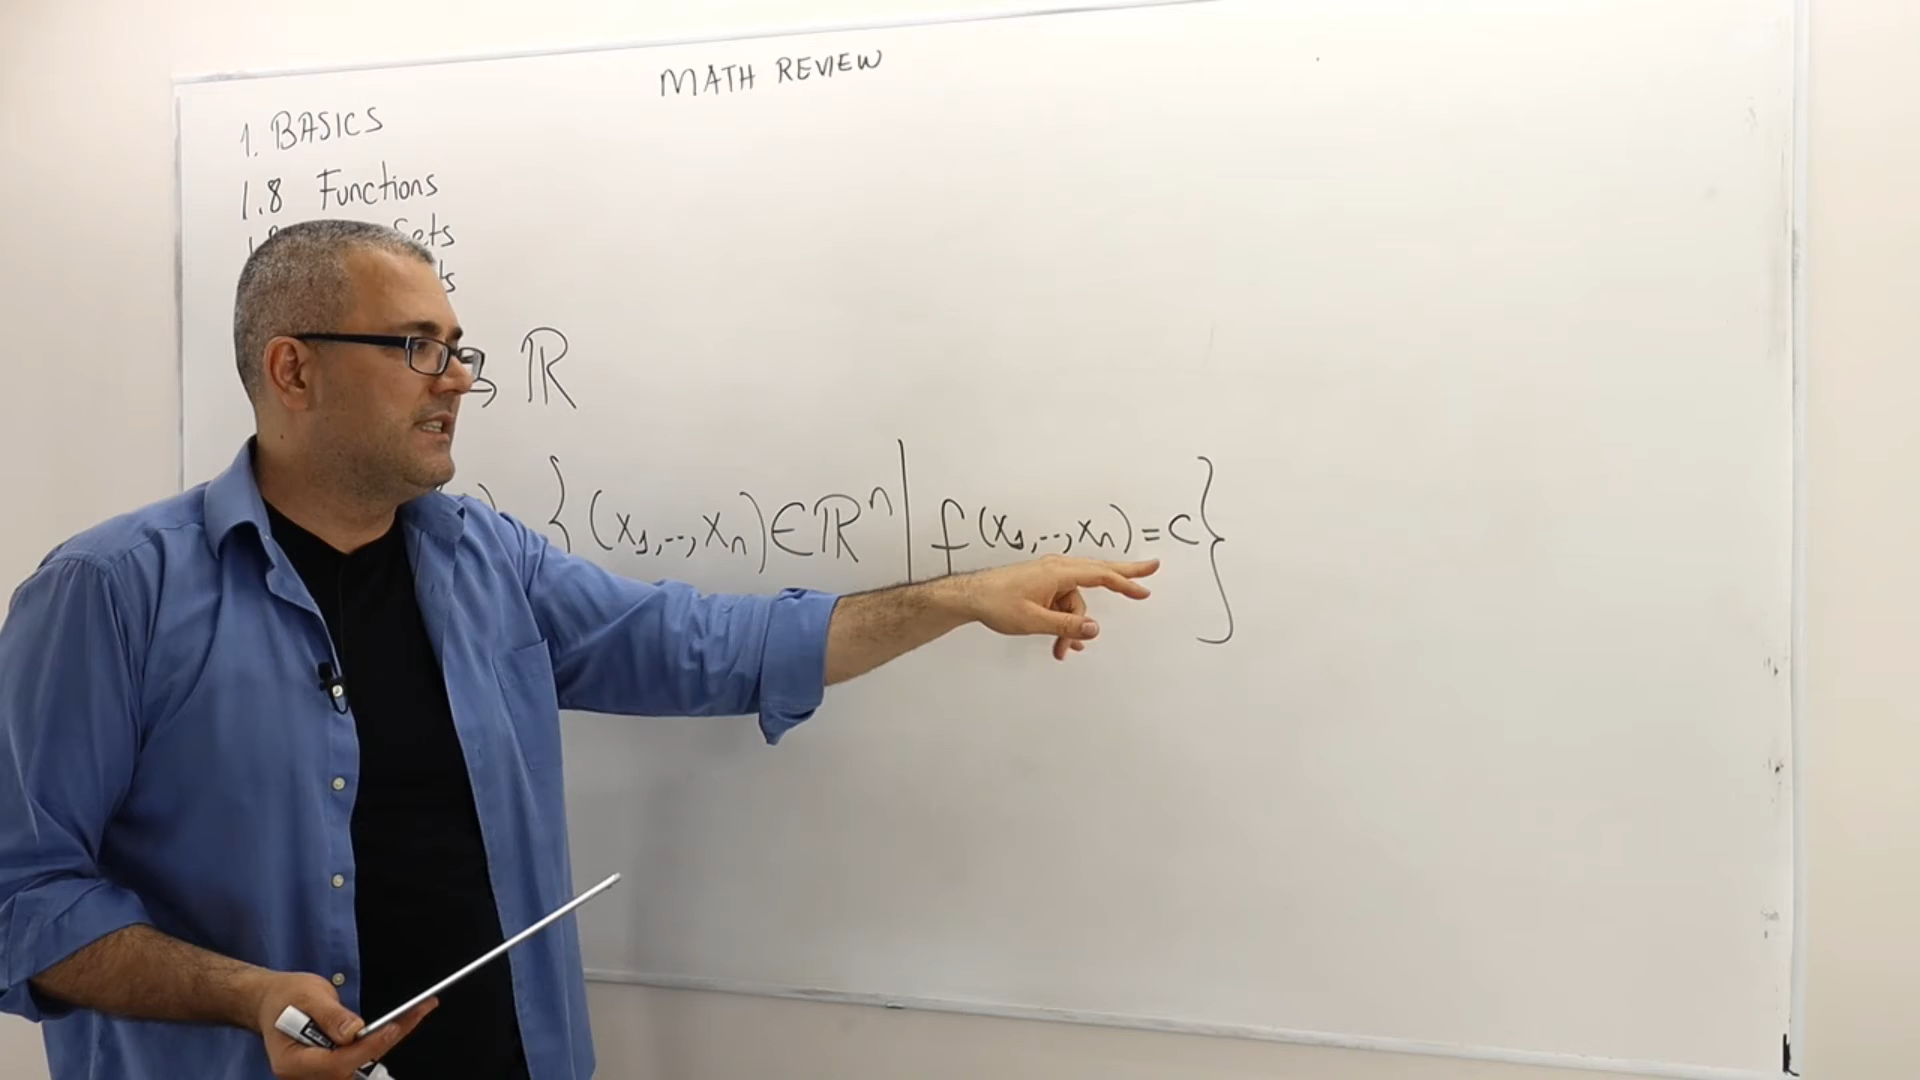 MATH REVIEW
1. BASICS
1.8 Functions
Sets
ℝ
{(x₁,..,xₙ)∈ℝⁿ | f(x₁,..,xₙ)=c}